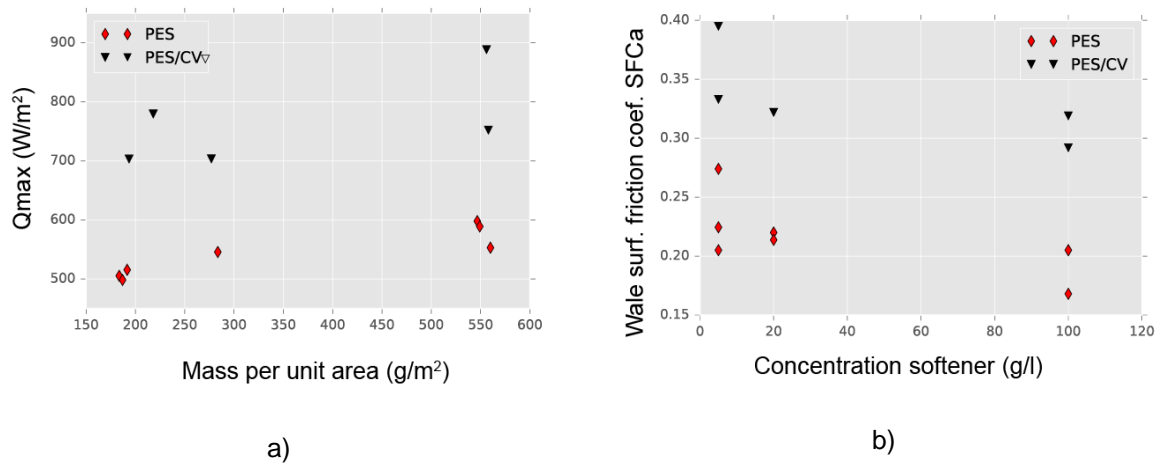 PES
PES/CV▿
900
800
700
600
500
150 200 250 300 350 400 450 500 550 600
Qmax (W/m²)
Mass per unit area (g/m²)
a)
0.40
0.35
0.30
0.25
0.20
0.15
0 20 40 60 80 100 120
PES
PES/CV
Wale surf. friction coef. SFCa
Concentration softener (g/l)
b)